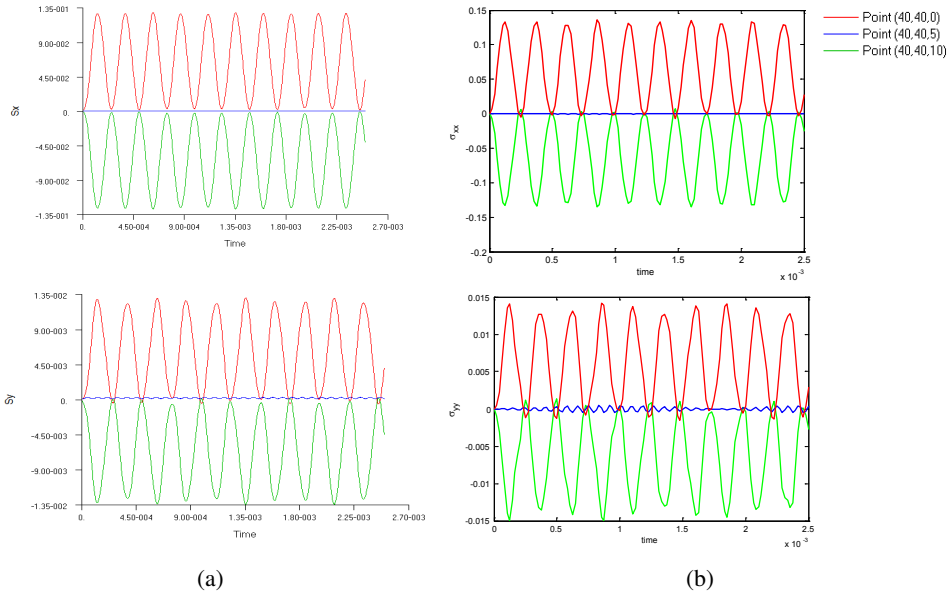 1.35-001
9.00-002
4.50-002
0.
-4.50-002
-9.00-002
-1.35-001
Sx
0. 4.50-004 9.00-004 1.35-003 1.80-003 2.25-003 2.70-003
Time
0.15
0.1
0.05
0
-0.05
-0.1
-0.15
-0.2
σxx
0 0.5 1 1.5 2 2.5
time
x 10-3
Point (40,40,0)
Point (40,40,5)
Point (40,40,10)
1.35-002
9.00-003
4.50-003
0.
-4.50-003
-9.00-003
-1.35-002
Sy
0. 4.50-004 9.00-004 1.35-003 1.80-003 2.25-003 2.70-003
Time
0.015
0.01
0.005
0
-0.005
-0.01
-0.015
σyy
0 0.5 1 1.5 2 2.5
time
x 10-3
(a)
(b)